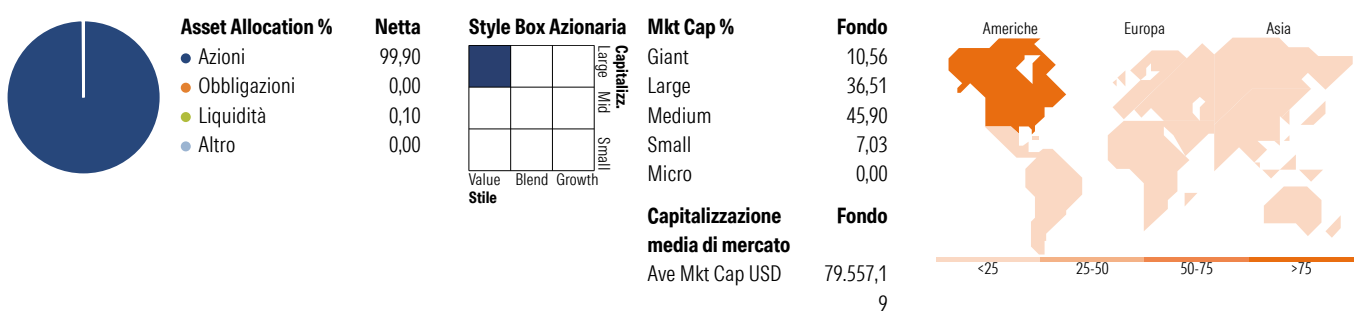 Asset Allocation % Netta
Azioni 99,90
Obbligazioni 0,00
Liquidità 0,10
Altro 0,00
Style Box Azionaria
Capitalizz.
Large Mid Small
Value Blend Growth
Stile
Mkt Cap % Fondo
Giant 10,56
Large 36,51
Medium 45,90
Small 7,03
Micro 0,00
Capitalizzazione Fondo
media di mercato
Ave Mkt Cap USD 79.557,1
9
Americhe Europa Asia
<25 25-50 50-75 >75